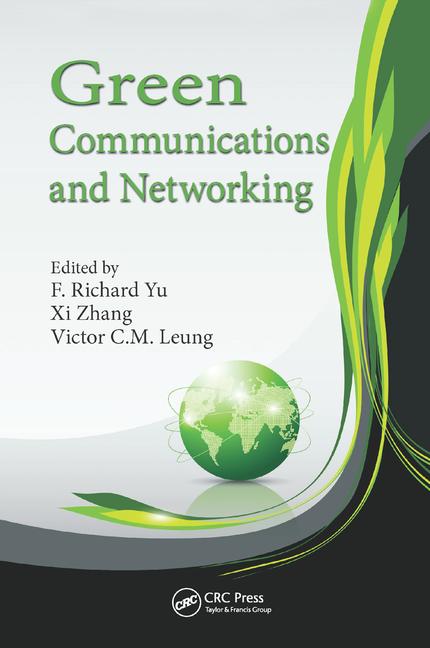 Green
Communications
and Networking
Edited by
F. Richard Yu
Xi Zhang
Victor C.M. Leung
CRC
CRC Press
Taylor & Francis Group